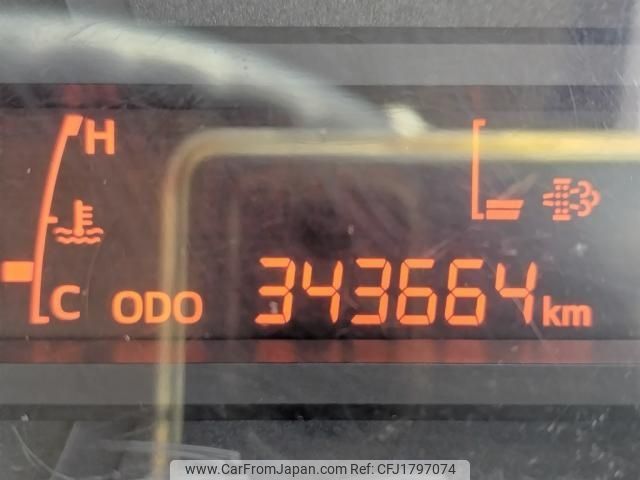 H
C ODO 343664 km
www.CarFromJapan.com Ref: CFJ1797074